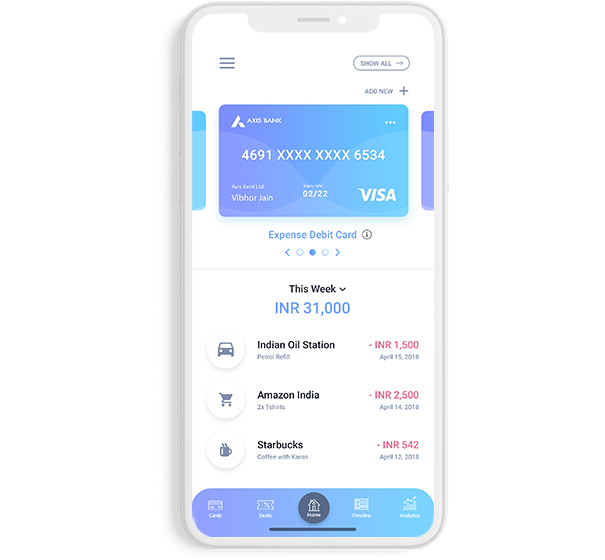 SHOW ALL
ADD NEW
AXIS BANK
4691 XXXX XXXX 6534
Axis Bank Ltd
Vibhor Jain
02/22
VISA
Expense Debit Card
This Week
INR 31,000
Indian Oil Station
- INR 1,500
Petrol Refill
April 15, 2018
Amazon India
- INR 2,500
2x Tshirts
April 14, 2018
Starbucks
- INR 542
Coffee with Karan
April 12, 2018
Cards
Deals
Home
Timeline
Analytics